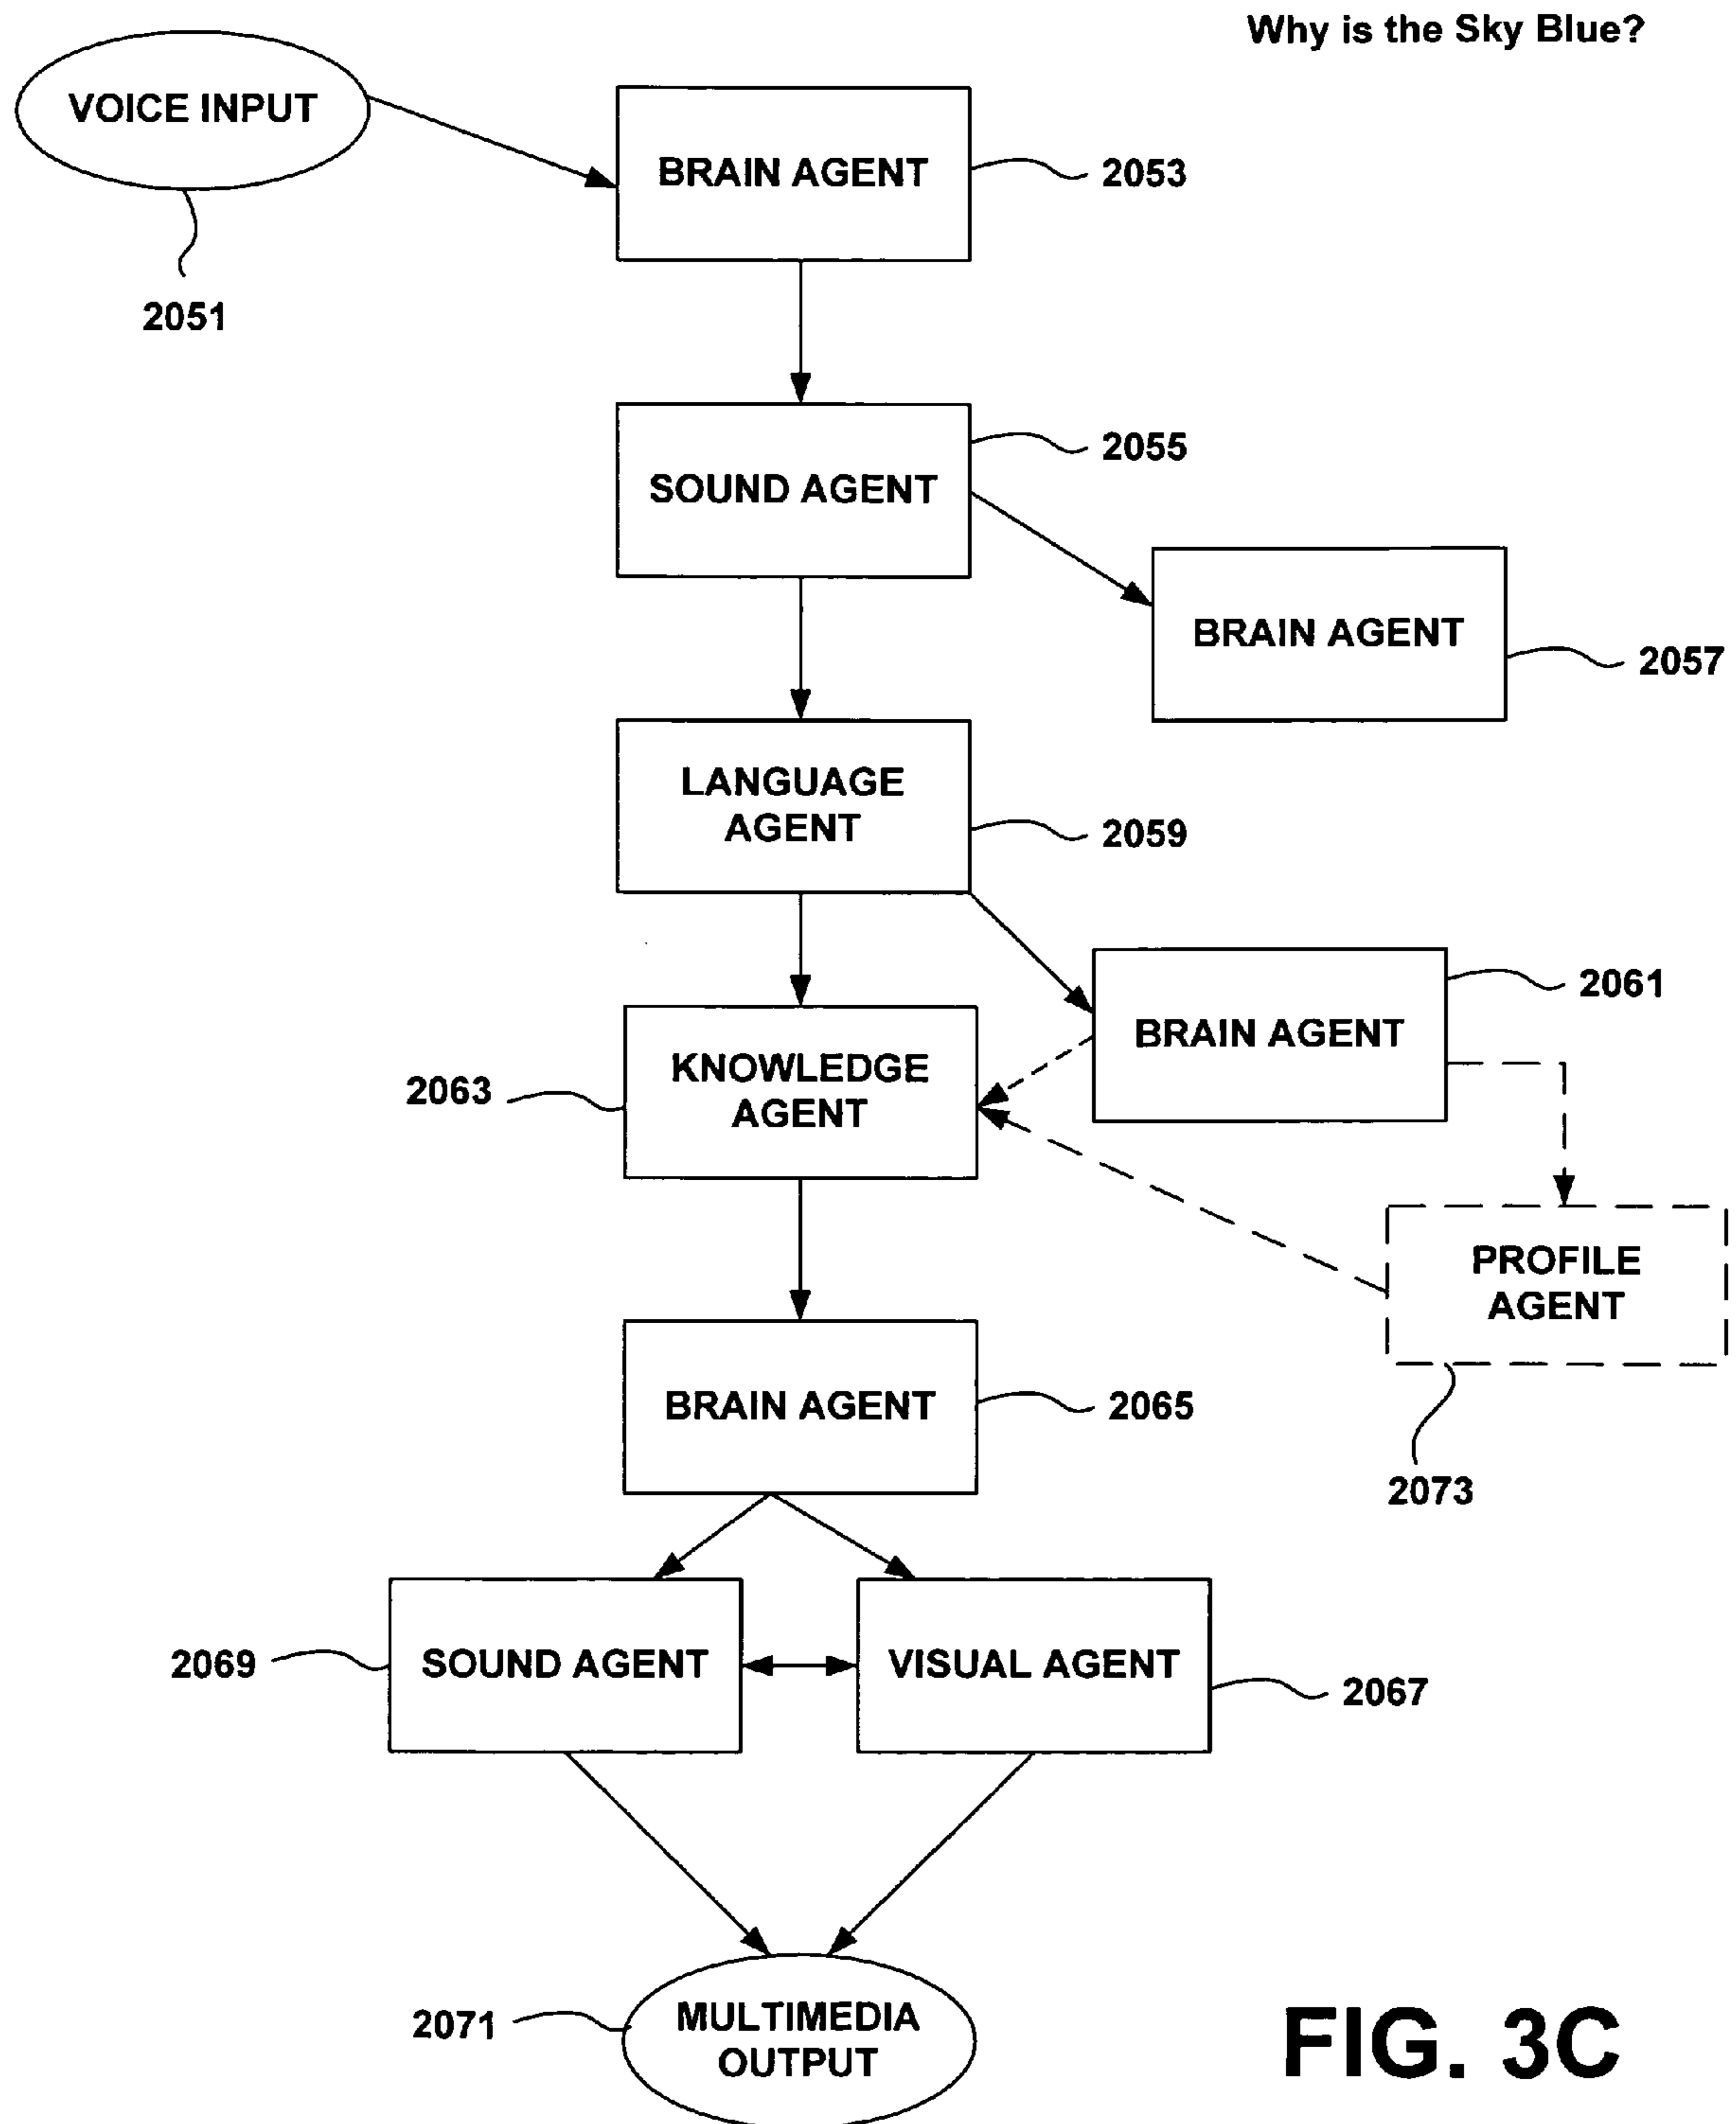 Why is the Sky Blue?
VOICE INPUT
2051
BRAIN AGENT
2053
SOUND AGENT
2055
BRAIN AGENT
2057
LANGUAGE
AGENT
2059
BRAIN AGENT
2061
KNOWLEDGE
AGENT
2063
PROFILE
AGENT
2073
BRAIN AGENT
2065
SOUND AGENT
2069
VISUAL AGENT
2067
MULTIMEDIA
OUTPUT
2071
FIG. 3C